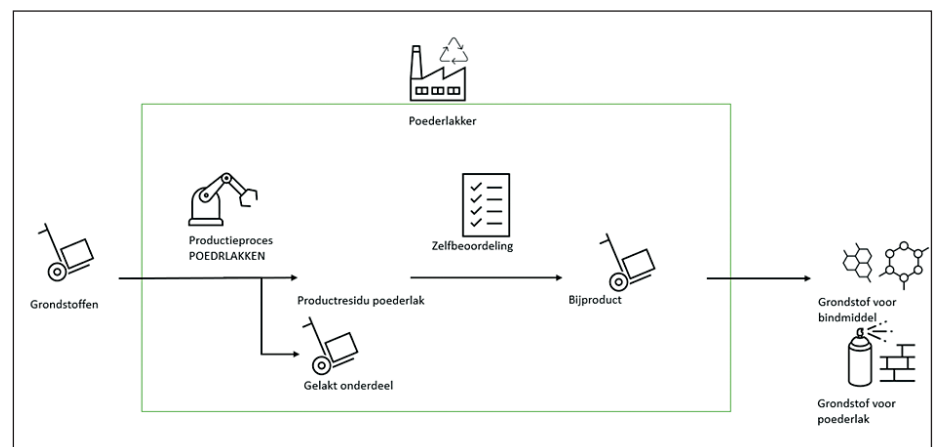 Poederlakker
Productieproces
POEDRLAKKEN
Zelfbeoordeling
Grondstoffen
Productresidu poederlak
Bijproduct
Grondstof voor
bindmiddel
Gelakt onderdeel
Grondstof voor
poederlak